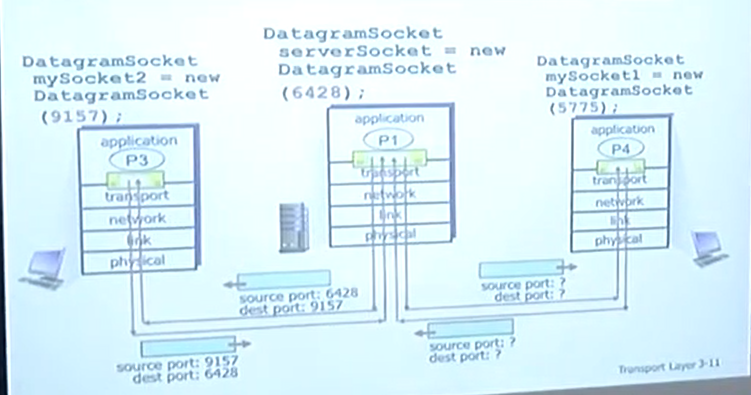 DatagramSocket
mySocket2 = new
DatagramSocket
(9157);
DatagramSocket
serverSocket = new
DatagramSocket
(6428);
DatagramSocket
mySocket1 = new
DatagramSocket
(5775);
application
P3
transport
network
link
physical
application
P1
transport
network
link
physical
application
P4
transport
network
link
physical
source port: 6428
dest port: 9157
source port: 9157
dest port: 6428
source port: ?
dest port: ?
source port: ?
dest port: ?
Transport Layer 3-11